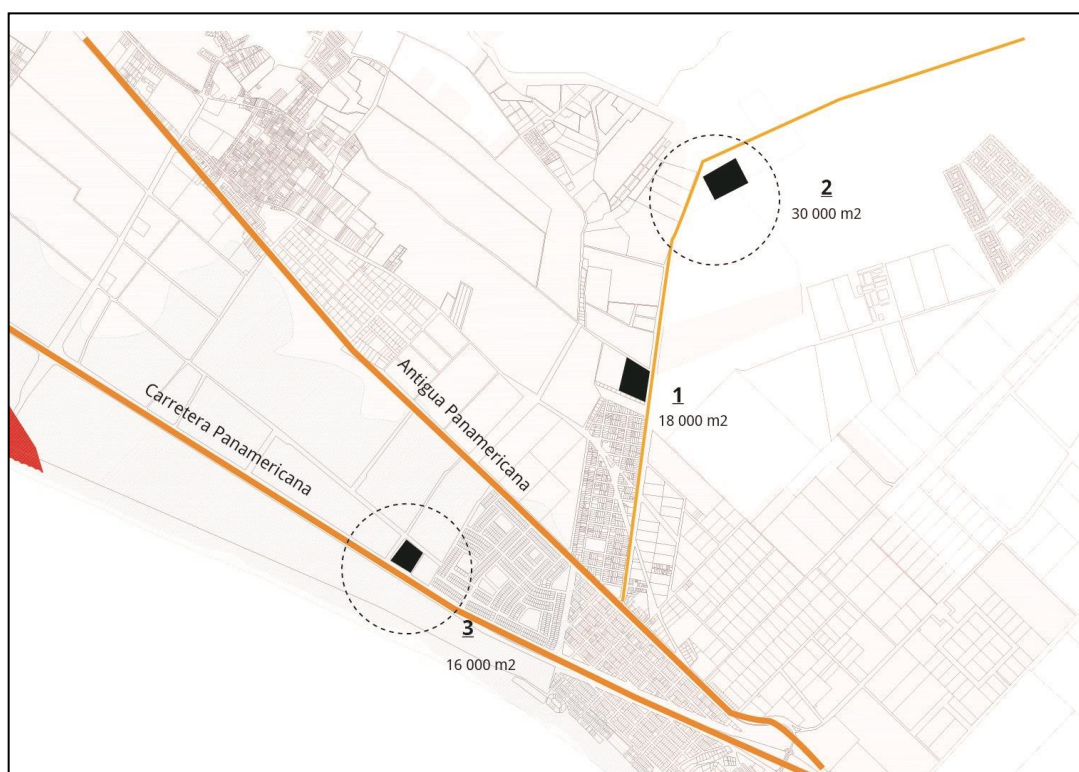 2
30 000 m2
Antigua Panamericana
1
18 000 m2
Carretera Panamericana
3
16 000 m2